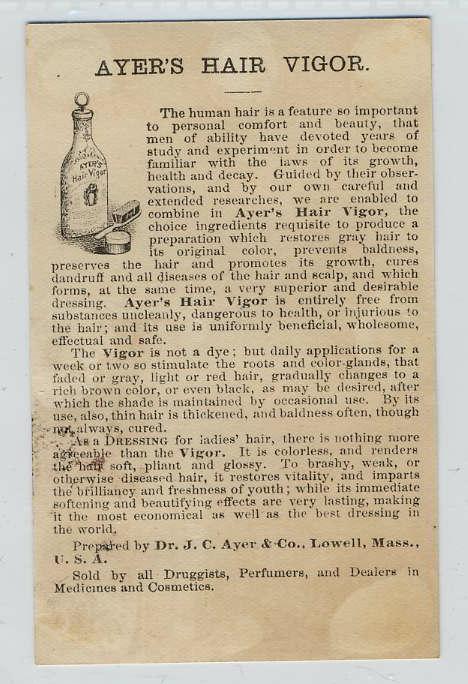 AYER'S HAIR VIGOR.
AYER'S
Hair Vigor
The human hair is a feature so important
to personal comfort and beauty, that
men of ability have devoted years of
study and experiment in order to become
familiar with the laws of its growth,
health and decay. Guided by their obser-
vations, and by our own careful and
extended researches, we are enabled to
combine in Ayer's Hair Vigor, the
choice ingredients requisite to produce a
preparation which restores gray hair to
its original color, prevents baldness,
preserves the hair and promotes its growth, cures
dandruff and all diseases of the hair and scalp, and which
forms, at the same time, a very superior and desirable
dressing. Ayer's Hair Vigor is entirely free from
substances uncleanly, dangerous to health, or injurious to
the hair; and its use is uniformly beneficial, wholesome,
effectual and safe.
The Vigor is not a dye; but daily applications for a
week or two so stimulate the roots and color-glands, that
faded or gray, light or red hair, gradually changes to a
rich brown color, or even black, as may be desired, after
which the shade is maintained by occasional use. By its
use, also, thin hair is thickened, and baldness often, though
not always, cured.
As a DRESSING for ladies' hair, there is nothing more
agreeable than the Vigor. It is colorless, and renders
the hair soft, pliant and glossy. To brashy, weak, or
otherwise diseased hair, it restores vitality, and imparts
the brilliancy and freshness of youth; while its immediate
softening and beautifying effects are very lasting, making
it the most economical as well as the best dressing in
the world.
Prepared by Dr. J. C. Ayer & Co., Lowell, Mass.,
U. S. A.
Sold by all Druggists, Perfumers, and Dealers in
Medicines and Cosmetics.